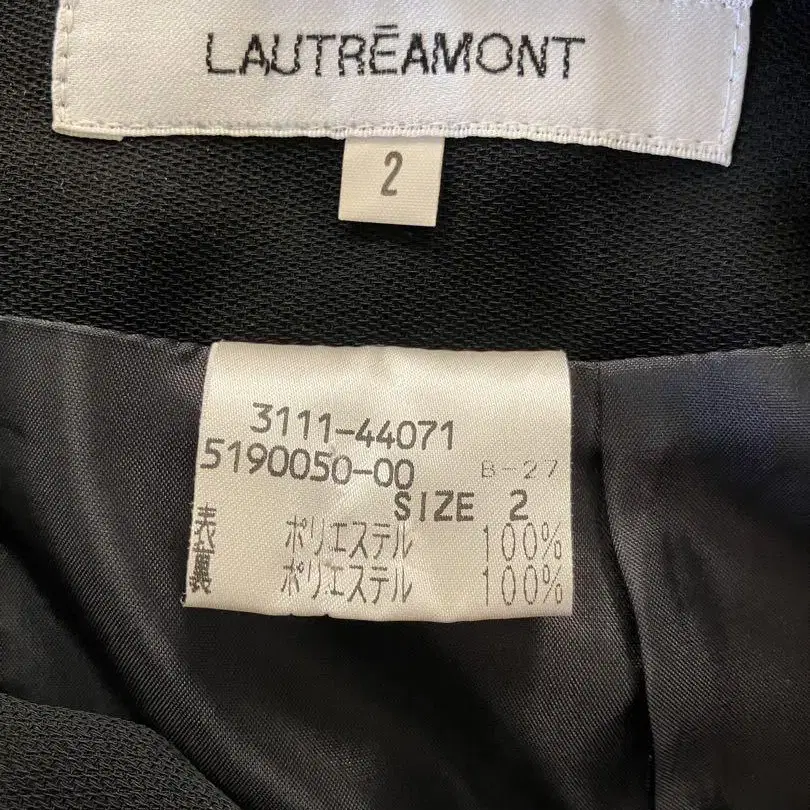 LAUTRĒAMONT
2
3111-44071
5190050-00 B-27
SIZE 2
表 ポリエステル 100%
裏 ポリエステル 100%